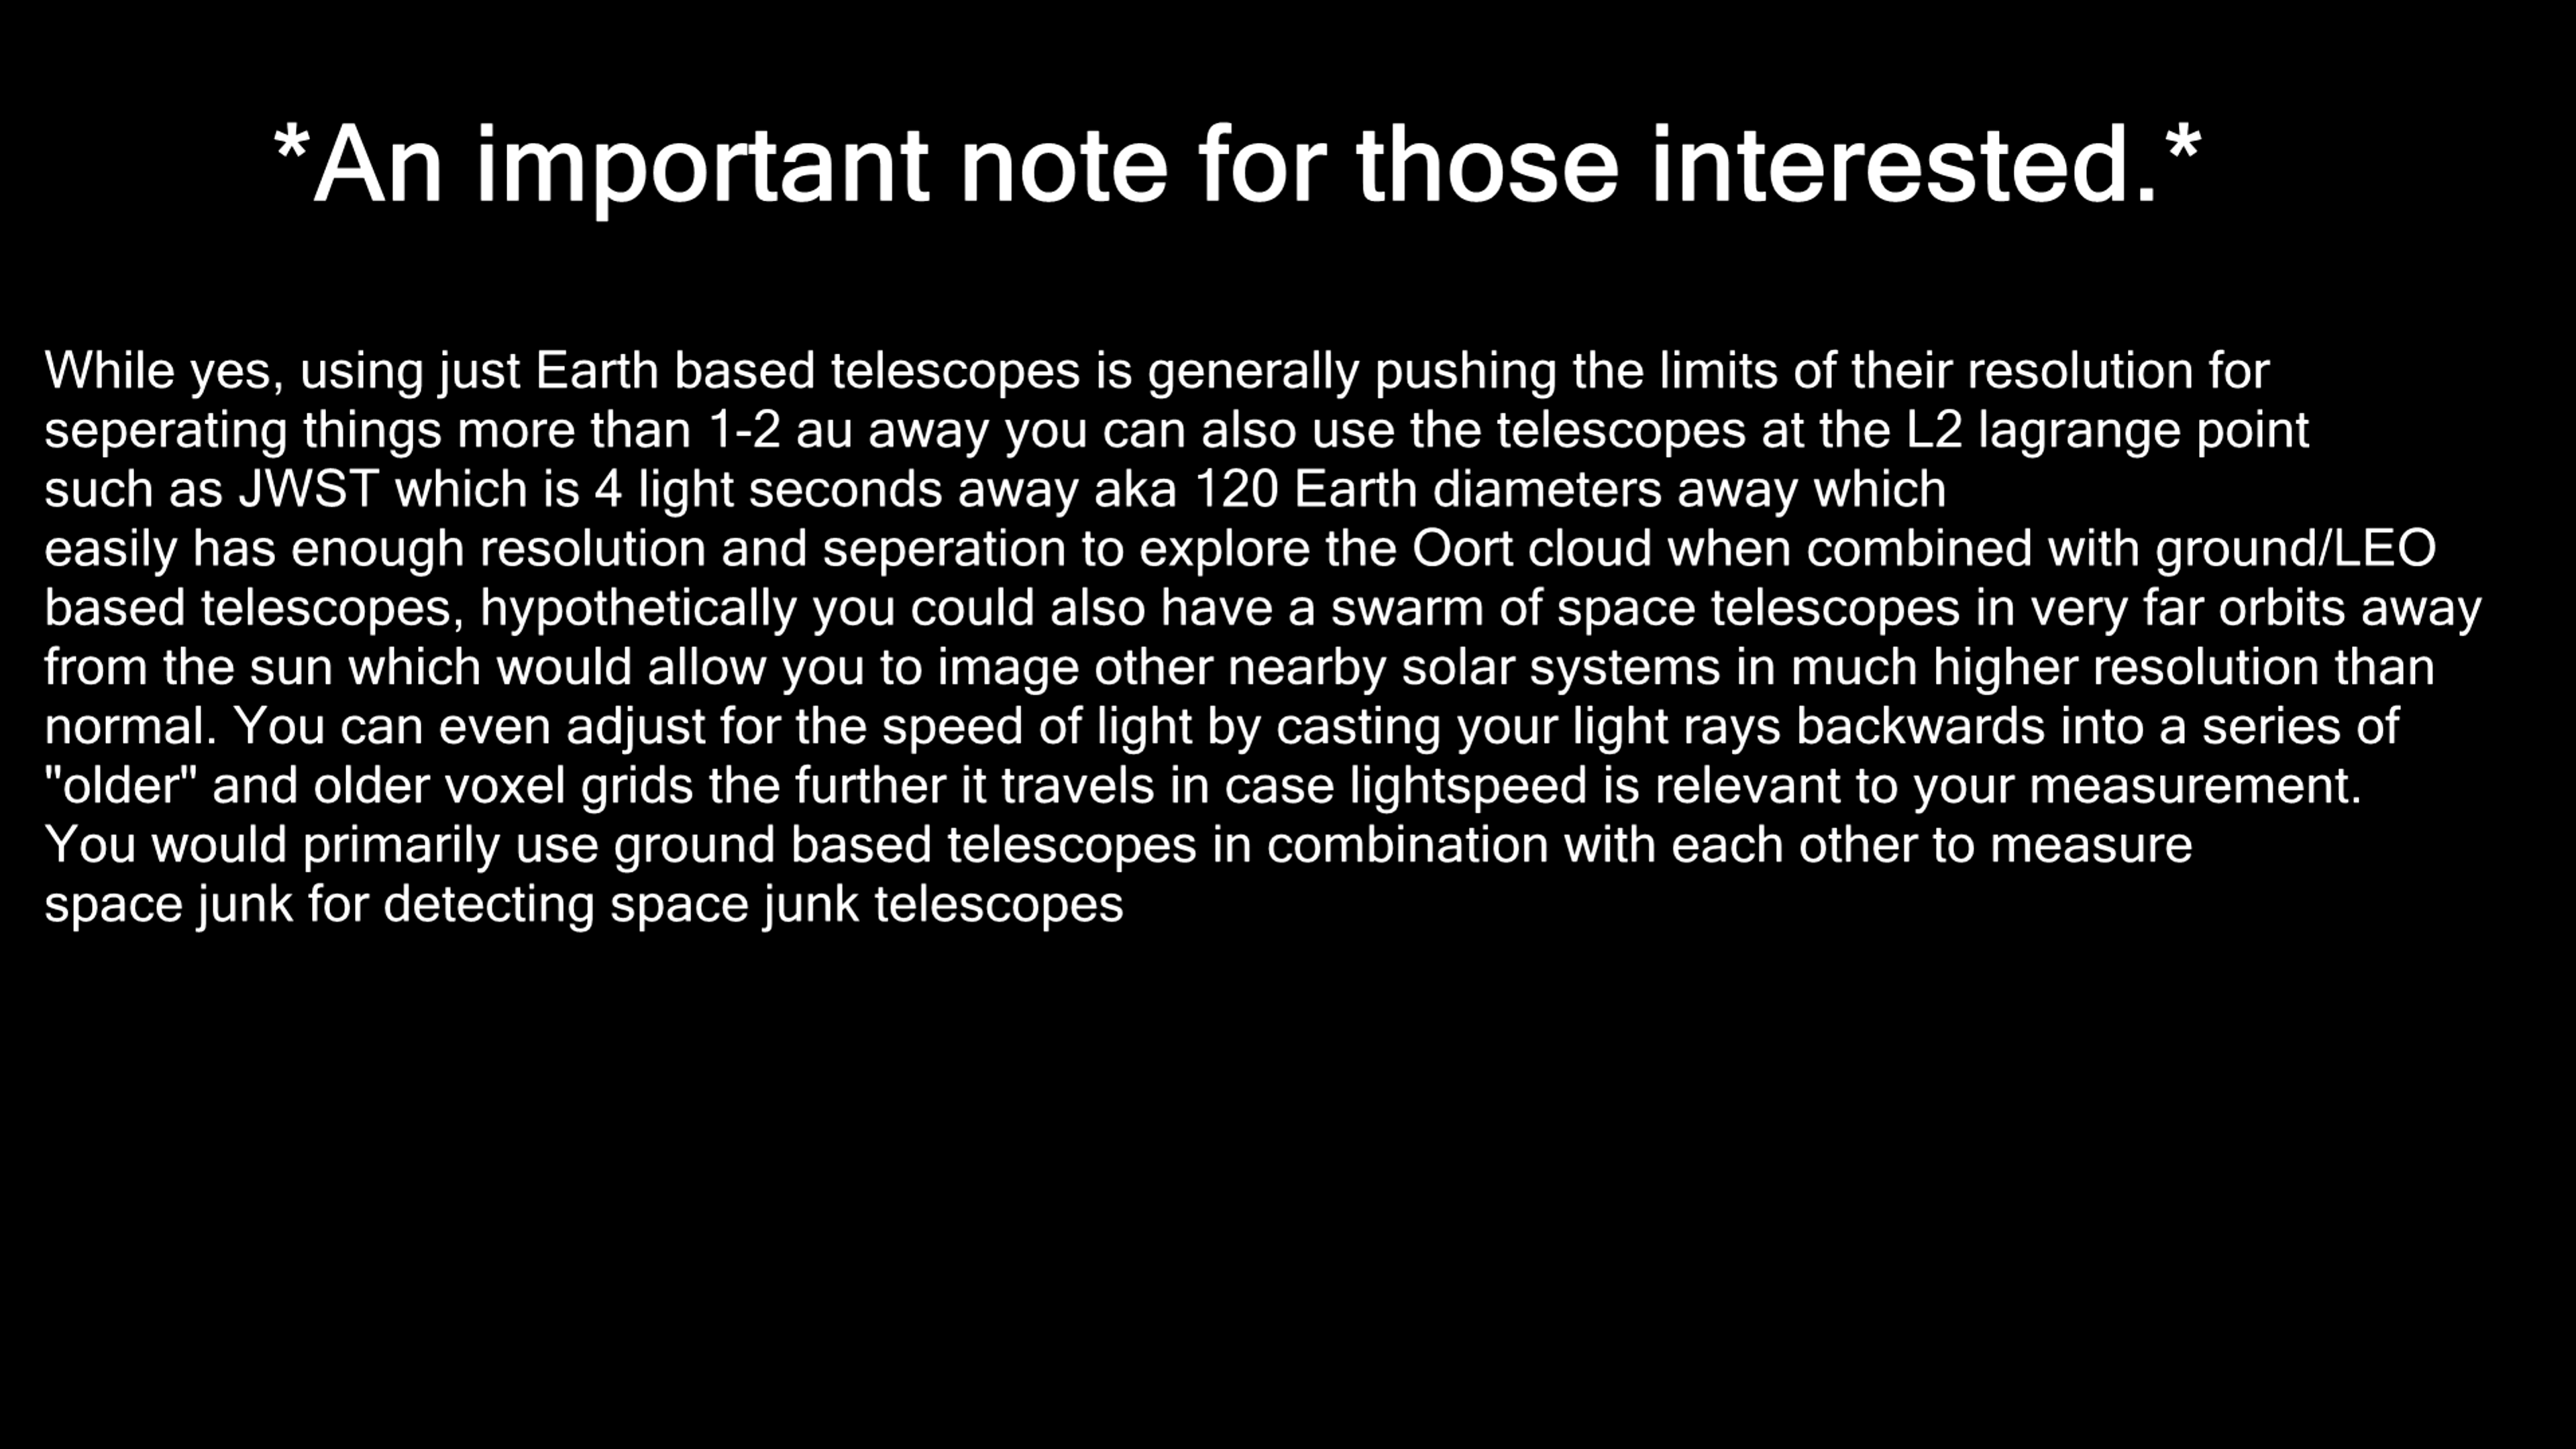 *An important note for those interested.*
While yes, using just Earth based telescopes is generally pushing the limits of their resolution for
seperating things more than 1-2 au away you can also use the telescopes at the L2 lagrange point
such as JWST which is 4 light seconds away aka 120 Earth diameters away which
easily has enough resolution and seperation to explore the Oort cloud when combined with ground/LEO
based telescopes, hypothetically you could also have a swarm of space telescopes in very far orbits away
from the sun which would allow you to image other nearby solar systems in much higher resolution than
normal. You can even adjust for the speed of light by casting your light rays backwards into a series of
"older" and older voxel grids the further it travels in case lightspeed is relevant to your measurement.
You would primarily use ground based telescopes in combination with each other to measure
space junk for detecting space junk telescopes